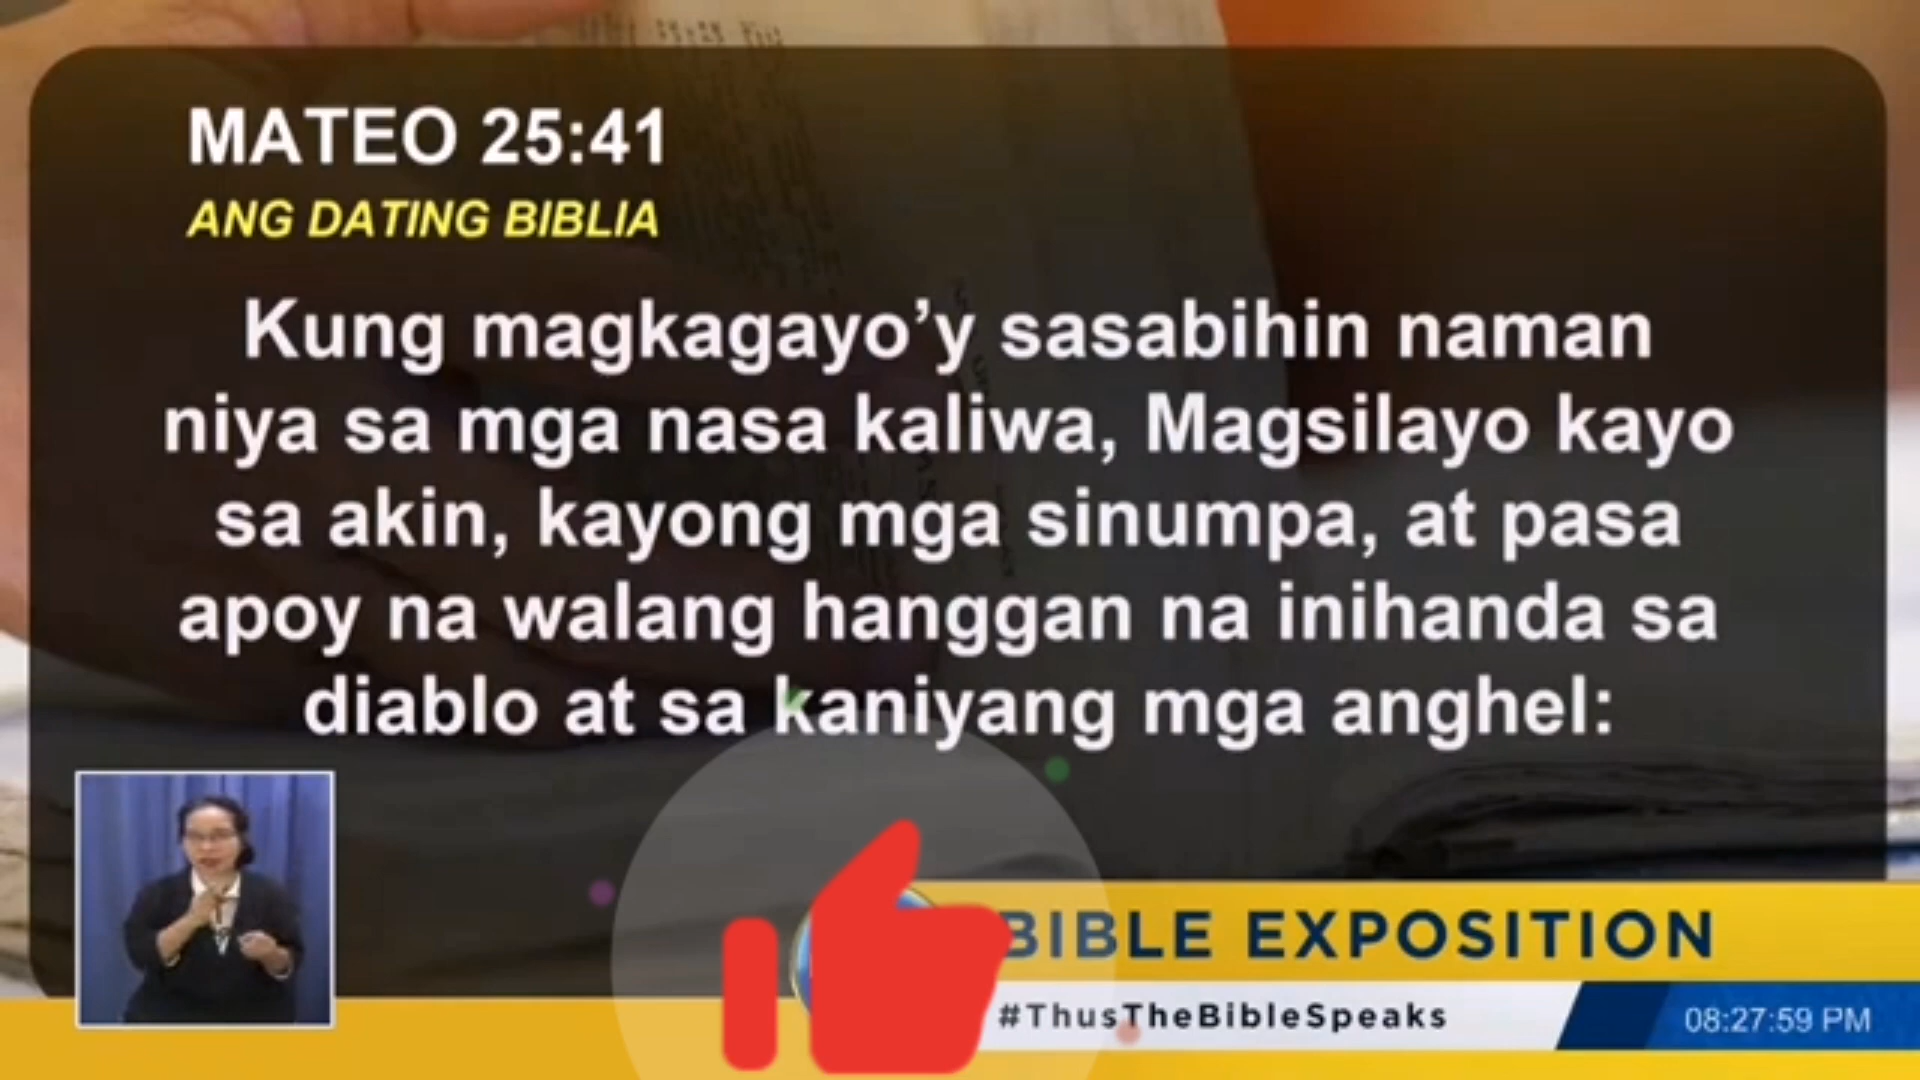 MATEO 25:41
ANG DATING BIBLIA
Kung magkagayo’y sasabihin naman
niya sa mga nasa kaliwa, Magsilayo kayo
sa akin, kayong mga sinumpa, at pasa
apoy na walang hanggan na inihanda sa
diablo at sa kaniyang mga anghel:
BIBLE EXPOSITION
#ThusTheBibleSpeaks
08:27:59 PM